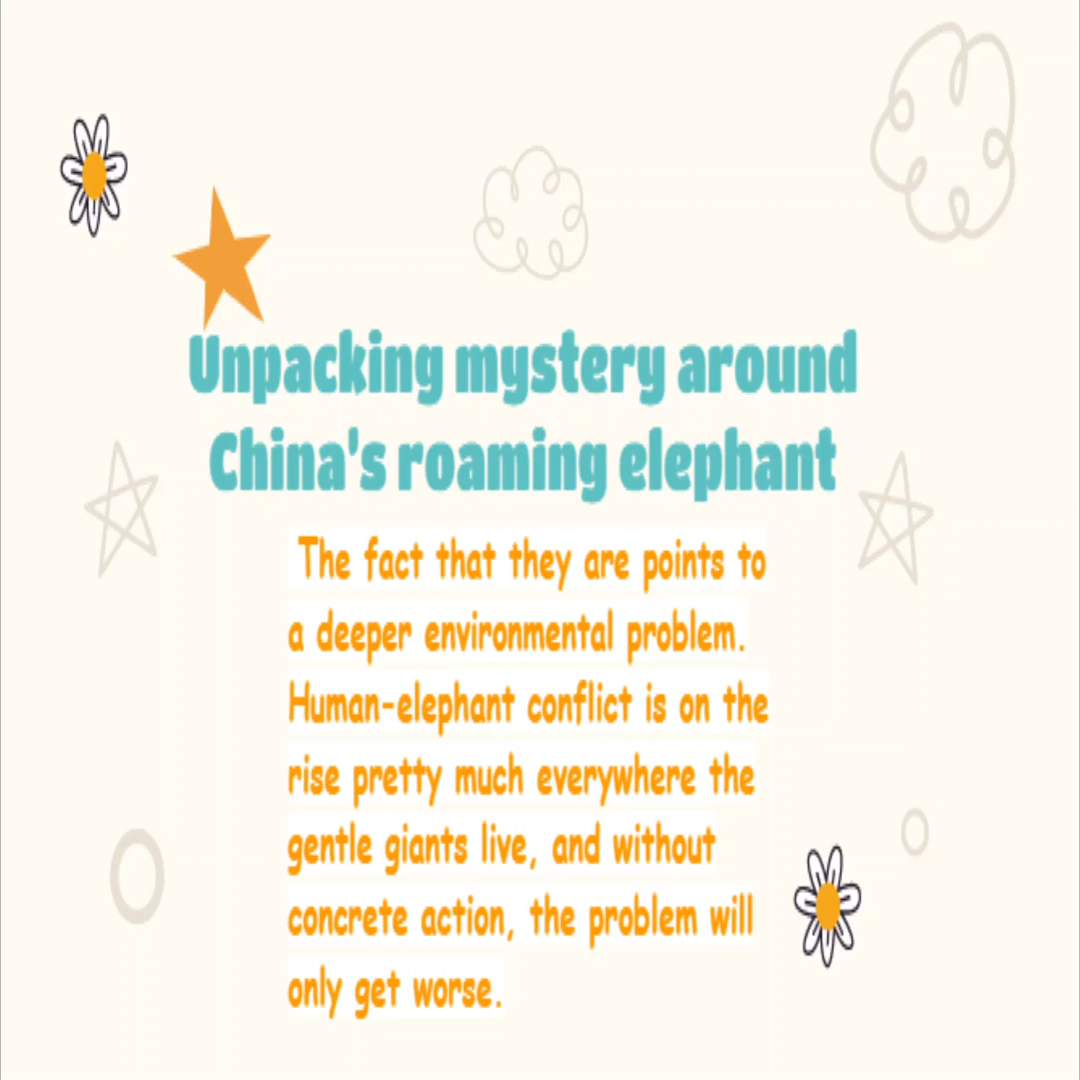 Unpacking mystery around
China's roaming elephant
The fact that they are points to
a deeper environmental problem.
Human-elephant conflict is on the
rise pretty much everywhere the
gentle giants live, and without
concrete action, the problem will
only get worse.